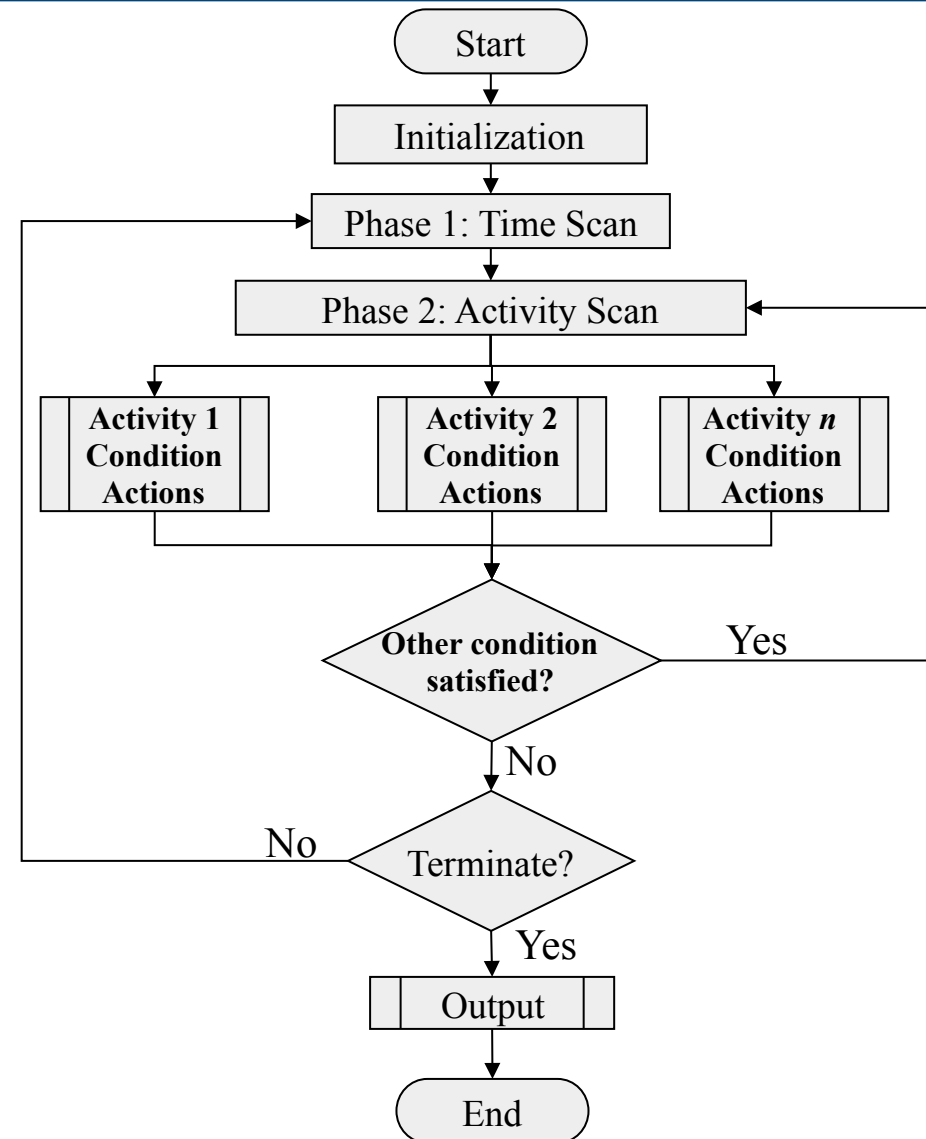 Start
Initialization
Phase 1: Time Scan
Phase 2: Activity Scan
Activity 1
Condition
Actions
Activity 2
Condition
Actions
Activity n
Condition
Actions
Other condition
satisfied?
Yes
No
Terminate?
No
Yes
Output
End